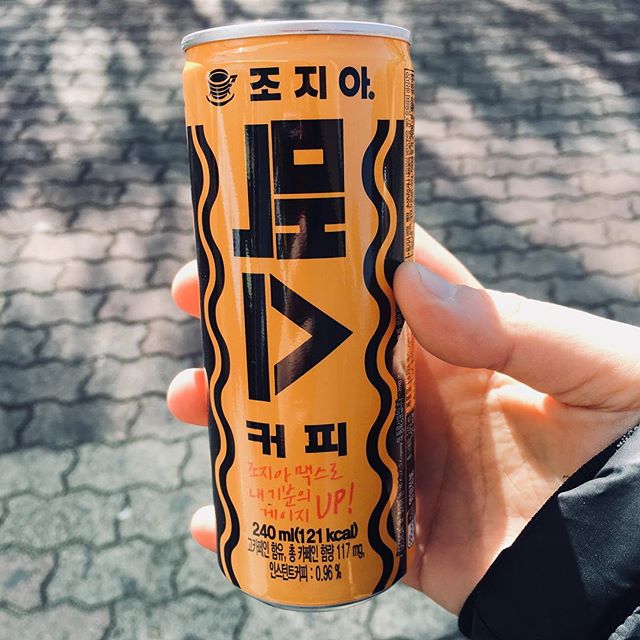 조지아.
맥스
커피
조지아 맥스로
내 기분의
게이지 UP!
240 ml(121 kcal)
고카페인 함유, 총 카페인 함량 117 mg,
인스턴트커피 : 0.96 %